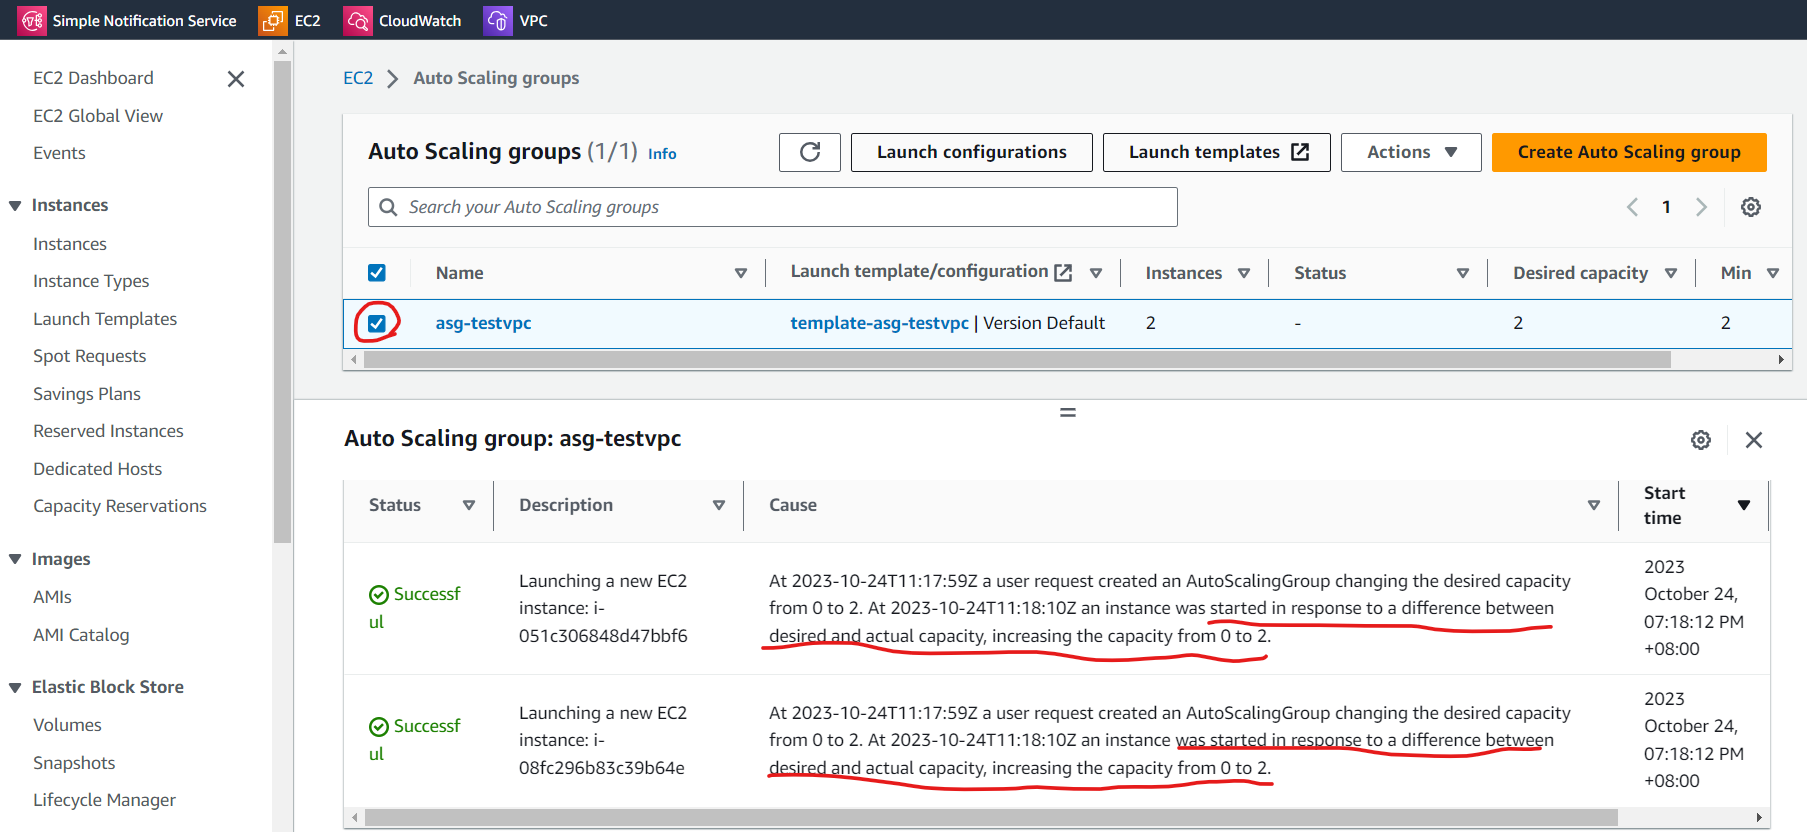 Simple Notification Service EC2 CloudWatch VPC
EC2 Dashboard
EC2 Global View
Events
Instances
Instances
Instance Types
Launch Templates
Spot Requests
Savings Plans
Reserved Instances
Dedicated Hosts
Capacity Reservations
Images
AMIs
AMI Catalog
Elastic Block Store
Volumes
Snapshots
Lifecycle Manager
EC2 Auto Scaling groups
Auto Scaling groups (1/1) Info
Launch configurations
Launch templates
Actions
Create Auto Scaling group
Search your Auto Scaling groups
1
Name Launch template/configuration Instances Status Desired capacity Min
asg-testvpc template-asg-testvpc | Version Default 2 - 2 2
Auto Scaling group: asg-testvpc
Status Description Cause Start
time
Successf
ul
Launching a new EC2
instance: i-
051c306848d47bbf6
At 2023-10-24T11:17:59Z a user request created an AutoScalingGroup changing the desired capacity
from 0 to 2. At 2023-10-24T11:18:10Z an instance was started in response to a difference between
desired and actual capacity, increasing the capacity from 0 to 2.
2023
October 24,
07:18:12 PM
+08:00
Successf
ul
Launching a new EC2
instance: i-
08fc296b83c39b64e
At 2023-10-24T11:17:59Z a user request created an AutoScalingGroup changing the desired capacity
from 0 to 2. At 2023-10-24T11:18:10Z an instance was started in response to a difference between
desired and actual capacity, increasing the capacity from 0 to 2.
2023
October 24,
07:18:12 PM
+08:00